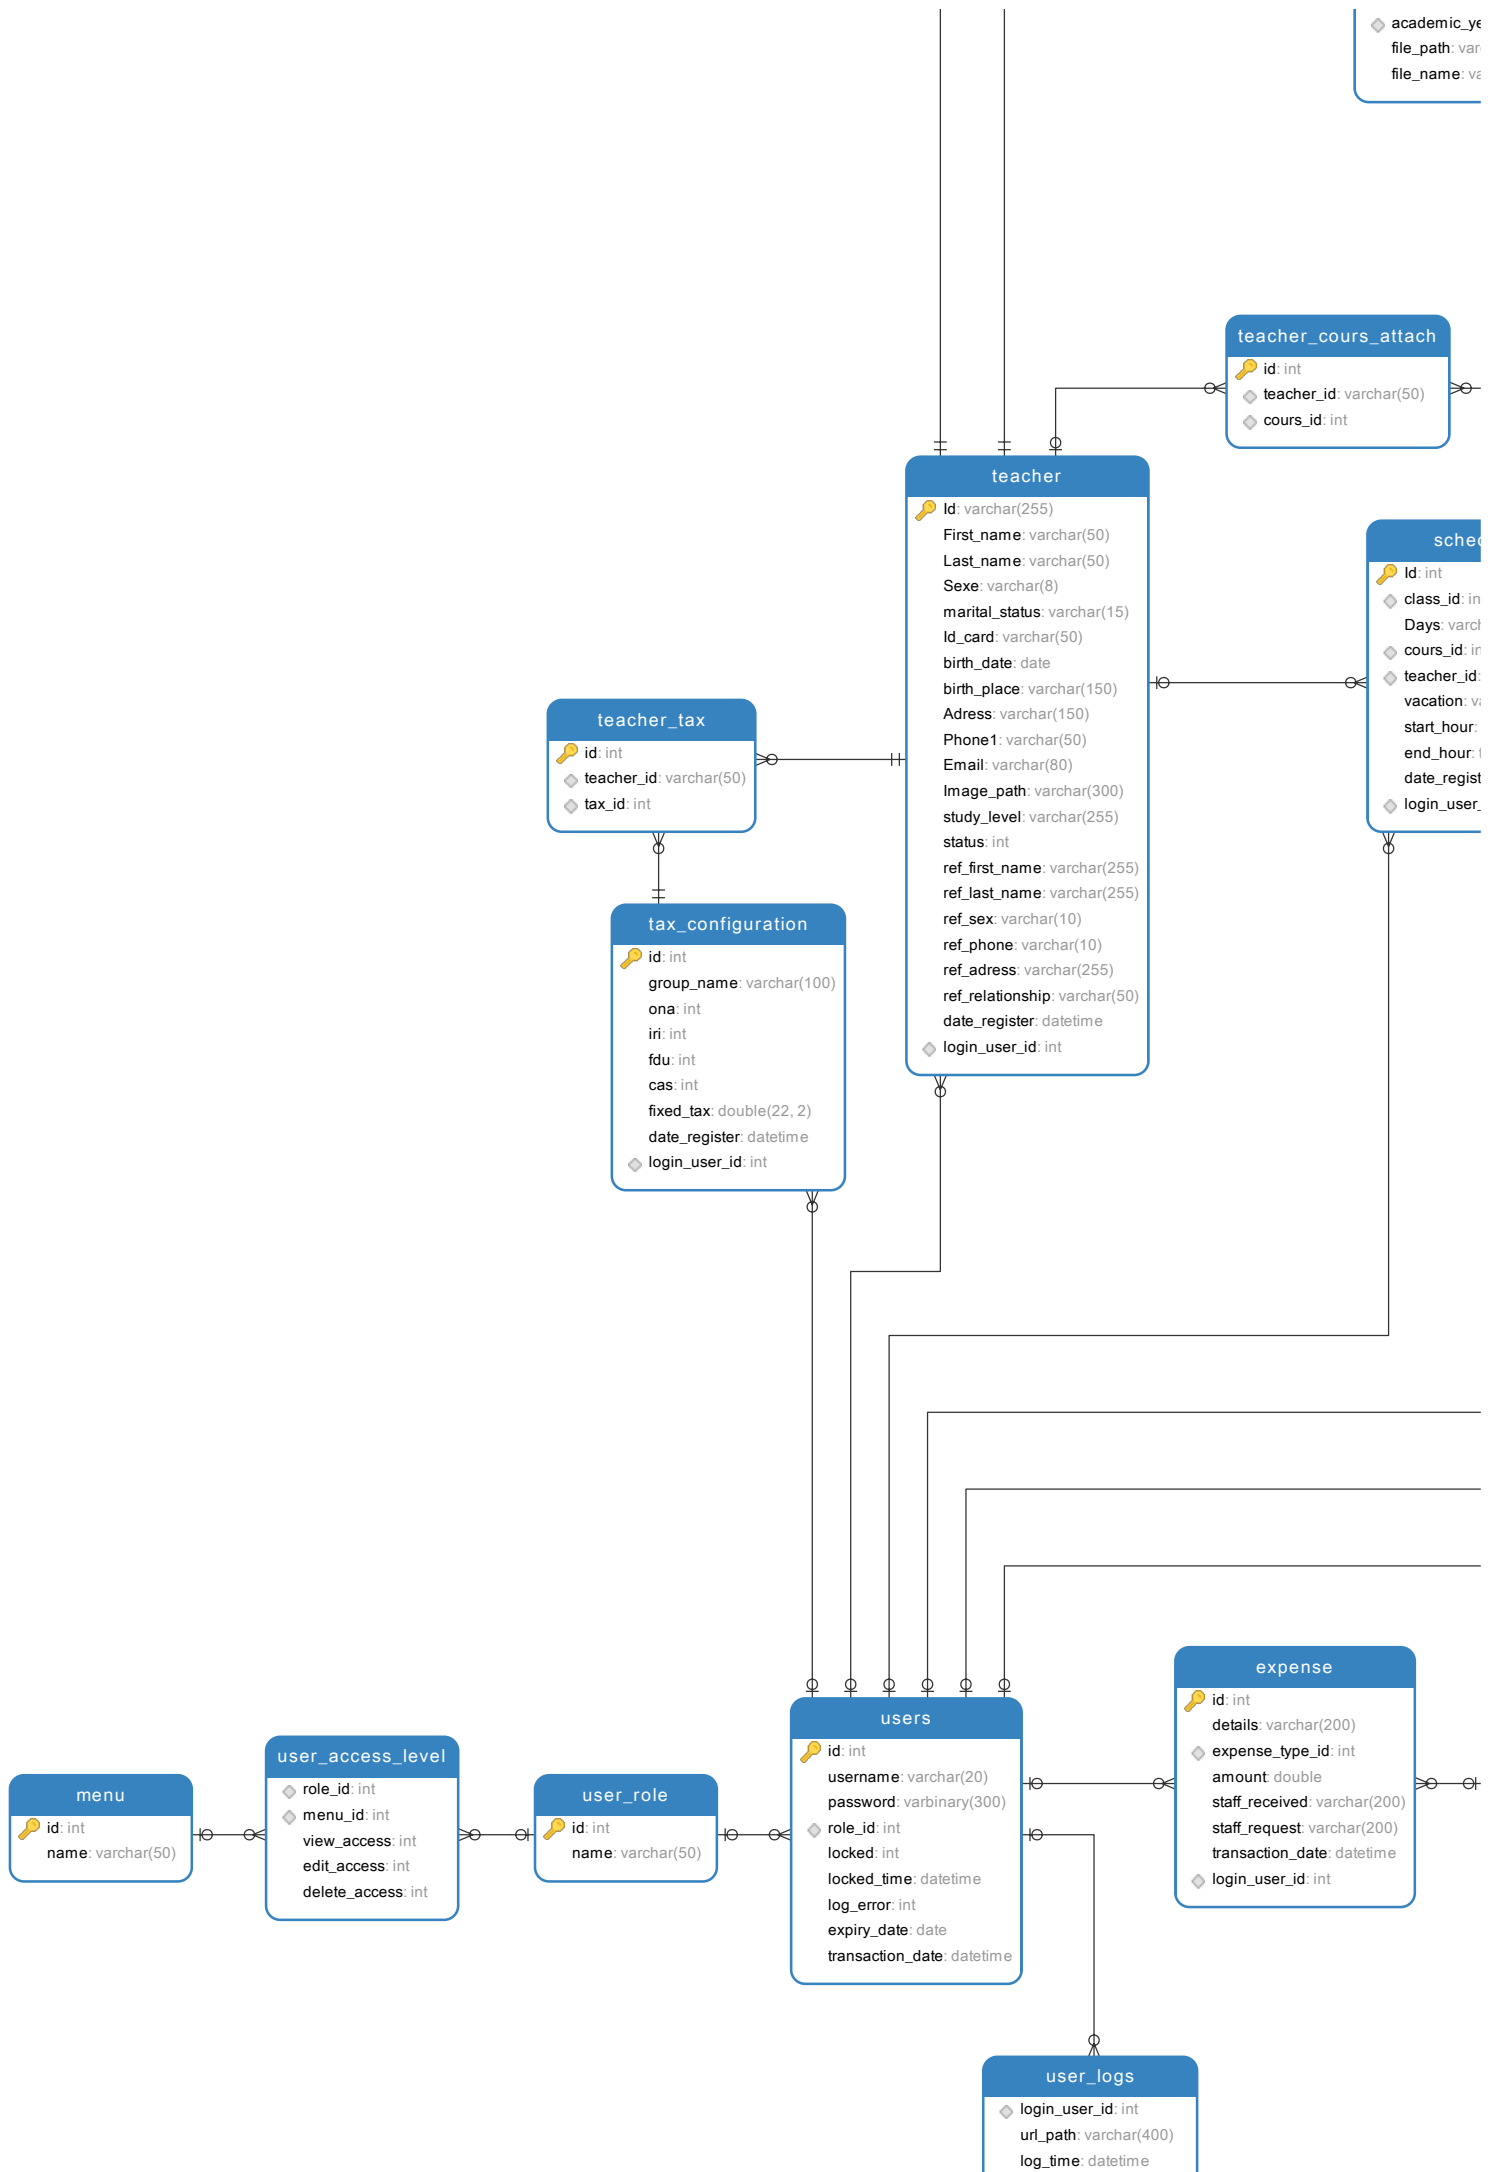 academic_ye
file_path: var
file_name: va
teacher_cours_attach
id: int
teacher_id: varchar(50)
cours_id: int
teacher
Id: varchar(255)
First_name: varchar(50)
Last_name: varchar(50)
Sexe: varchar(8)
marital_status: varchar(15)
Id_card: varchar(50)
birth_date: date
birth_place: varchar(150)
Adress: varchar(150)
Phone1: varchar(50)
Email: varchar(80)
Image_path: varchar(300)
study_level: varchar(255)
status: int
ref_first_name: varchar(255)
ref_last_name: varchar(255)
ref_sex: varchar(10)
ref_phone: varchar(10)
ref_adress: varchar(255)
ref_relationship: varchar(50)
date_register: datetime
login_user_id: int
sched
Id: int
class_id: in
Days: varch
cours_id: in
teacher_id:
vacation: va
start_hour:
end_hour: t
date_regist
login_user_
teacher_tax
id: int
teacher_id: varchar(50)
tax_id: int
tax_configuration
id: int
group_name: varchar(100)
ona: int
iri: int
fdu: int
cas: int
fixed_tax: double(22, 2)
date_register: datetime
login_user_id: int
expense
id: int
details: varchar(200)
expense_type_id: int
amount: double
staff_received: varchar(200)
staff_request: varchar(200)
transaction_date: datetime
login_user_id: int
users
id: int
username: varchar(20)
password: varbinary(300)
role_id: int
locked: int
locked_time: datetime
log_error: int
expiry_date: date
transaction_date: datetime
user_access_level
role_id: int
menu_id: int
view_access: int
edit_access: int
delete_access: int
menu
id: int
name: varchar(50)
user_role
id: int
name: varchar(50)
user_logs
login_user_id: int
url_path: varchar(400)
log_time: datetime